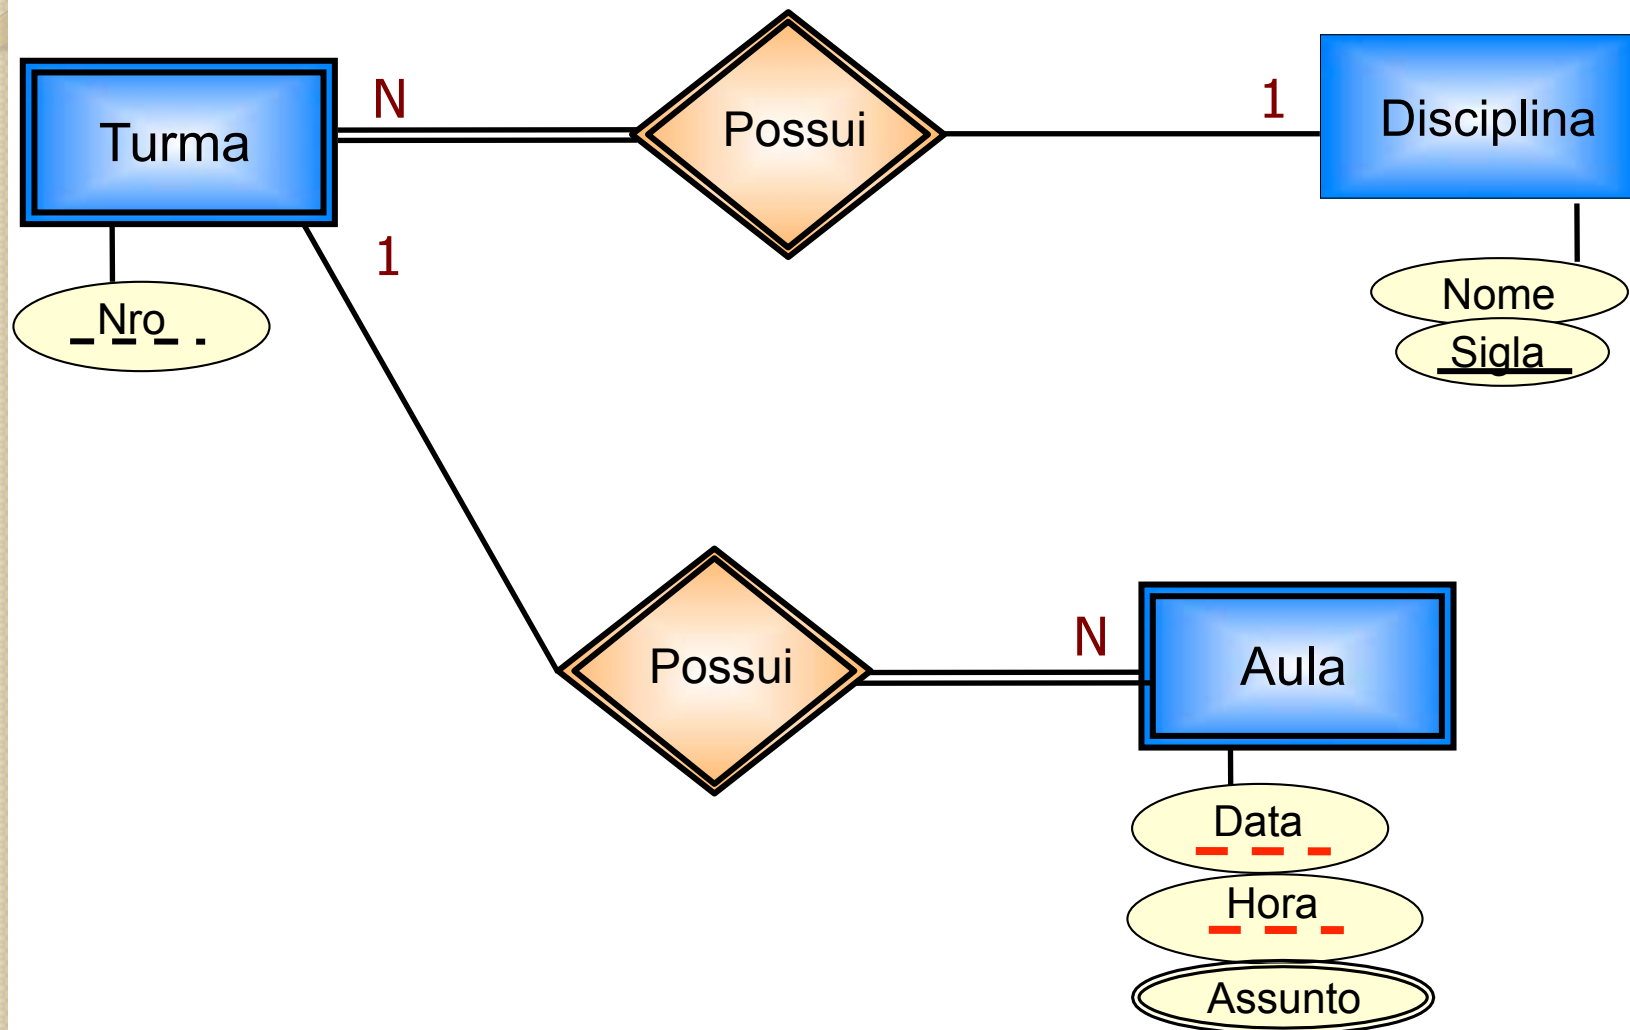 N
1
Turma
Possui
Disciplina
1
Nro
Nome
Sigla
N
Possui
Aula
Data
Hora
Assunto